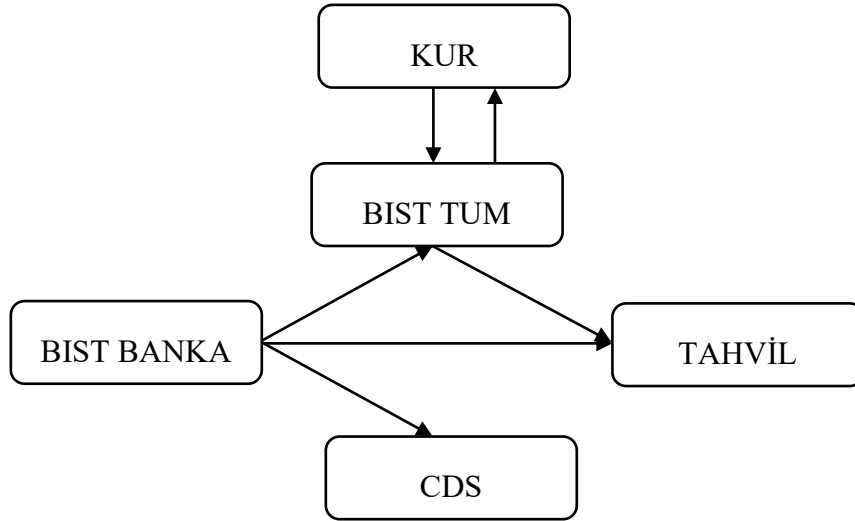 KUR
BIST TUM
BIST BANKA
TAHVİL
CDS